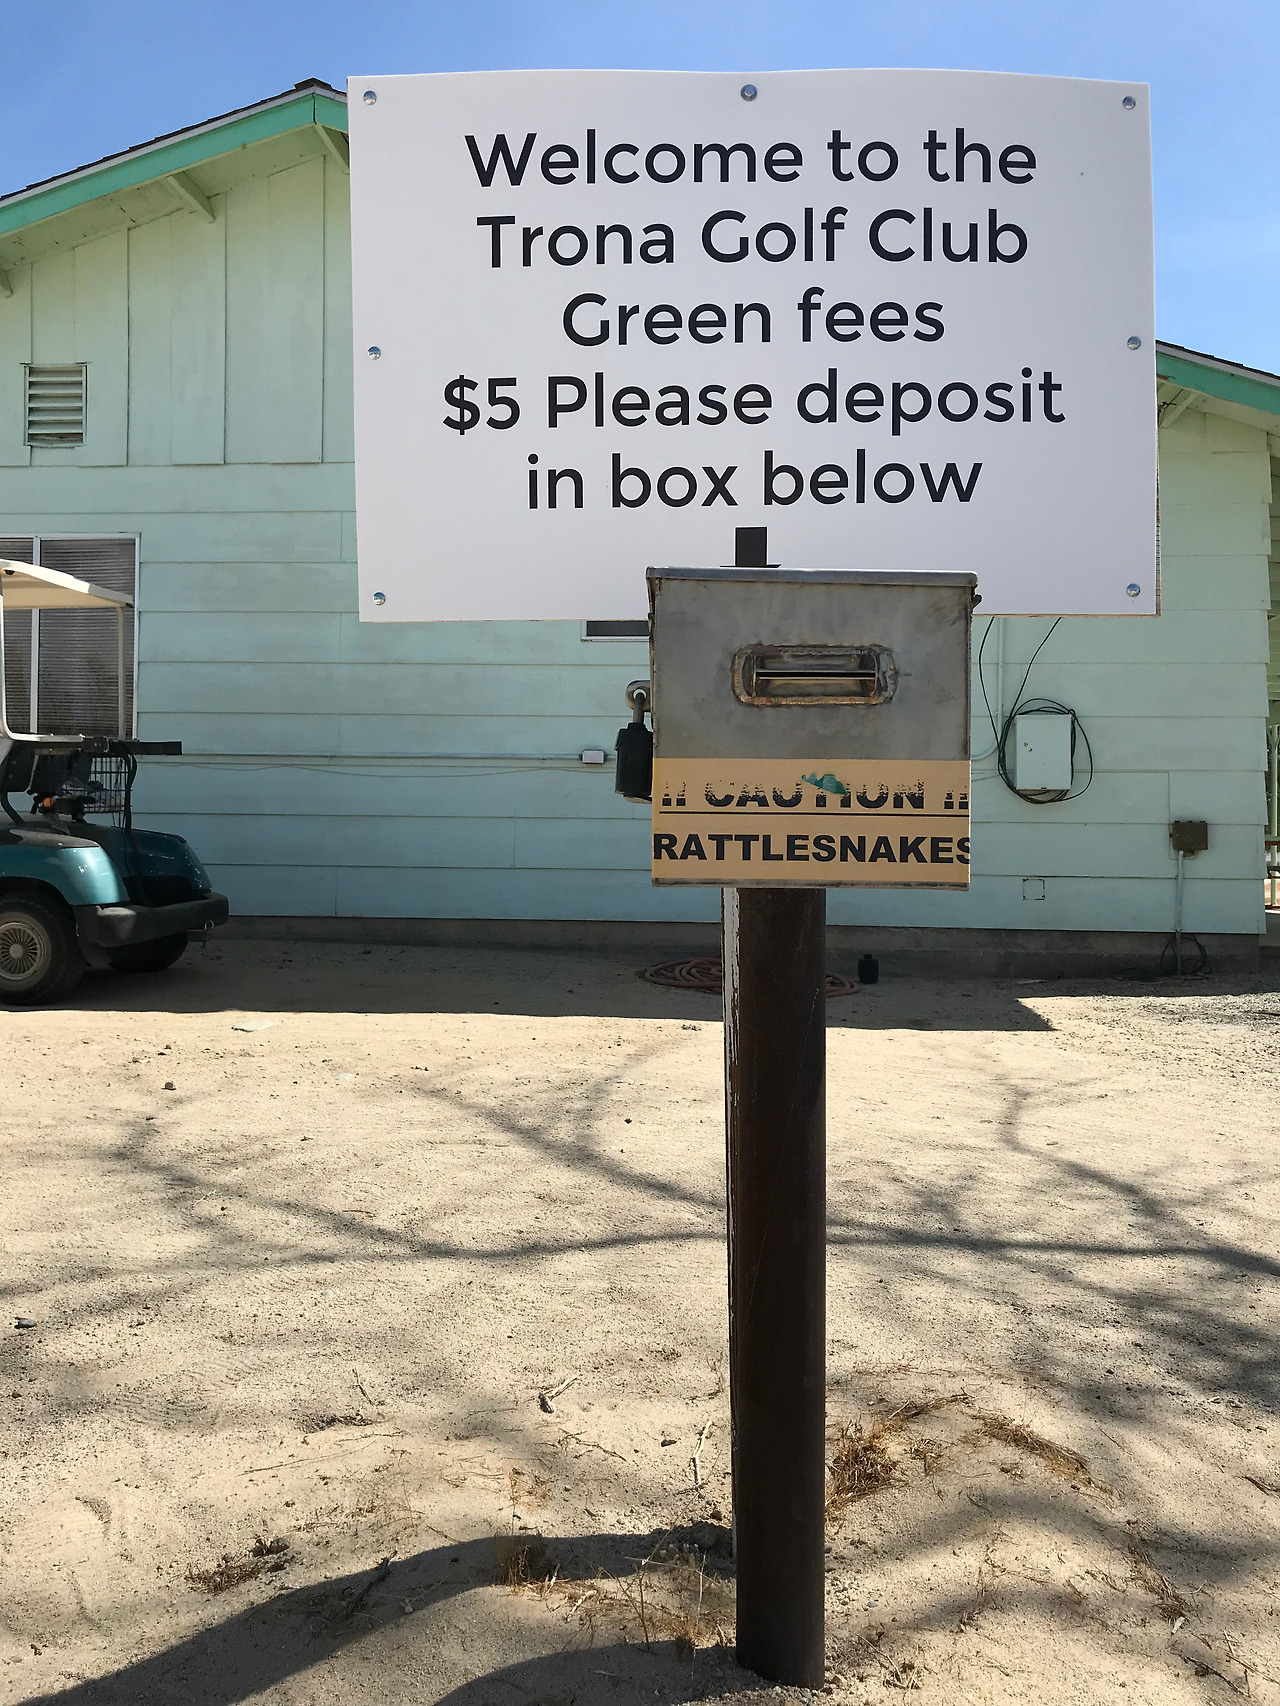 Welcome to the
Trona Golf Club
Green fees
$5 Please deposit
in box below
!! CAUTION !!
RATTLESNAKES